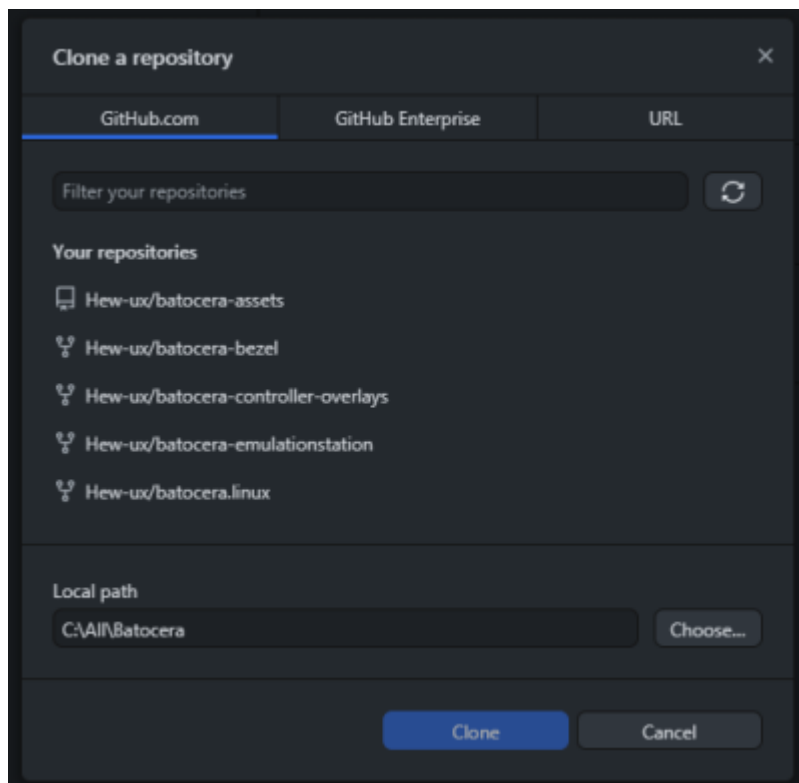 Clone a repository
GitHub.com
GitHub Enterprise
URL
Filter your repositories
Your repositories
Hew-ux/batocera-assets
Hew-ux/batocera-bezel
Hew-ux/batocera-controller-overlays
Hew-ux/batocera-emulationstation
Hew-ux/batocera.linux
Local path
C:\All\Batocera
Choose...
Clone
Cancel